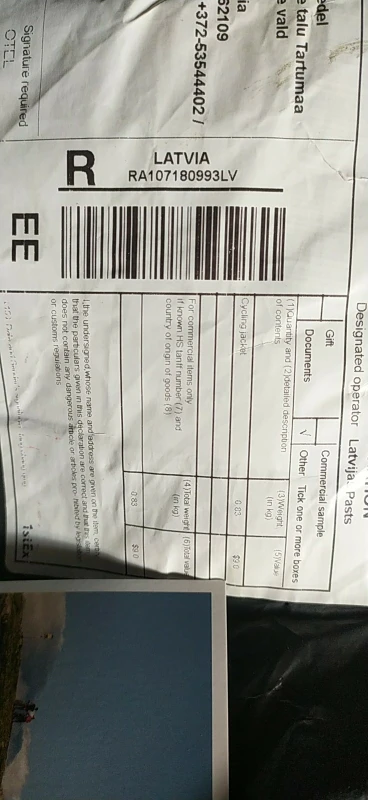 Designated operator Latvijas Pasts
Gift
Commercial sample
Documents
√ Other Tick one or more boxes
(1)Quantity and (2)detailed description
of contents
(3)Weight
(in kg)
(5)Value
Cycling jacket
0.83
$9.0
For commercial items only
If known HS tariff number (7) and
country of origin of goods (8)
(4)Total weight
(in kg)
(6)Total value
0.83
$9.0
I, the undersigned, whose name and address are given on the item, certify
that the particulars given in this declaration are correct and that this item
does not contain any dangerous article or articles prohibited by
or customs regulations
e talu Tartumaa
e vald
62109
+372-53544402 /
LATVIA
R
RA107180993LV
Signature required
EE